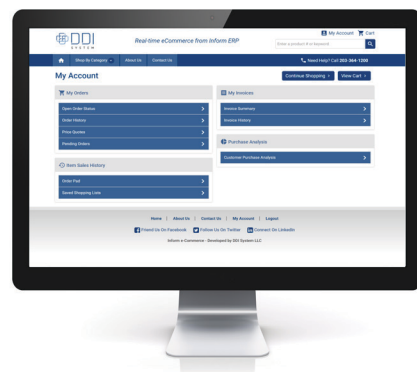 My Account Cart
DDI
SYSTEM
Real-time eCommerce from Inform ERP
Enter a product # or keyword
Shop By Category
About Us
Contact Us
Need Help? Call 203-364-1200
My Account
Continue Shopping
View Cart
My Orders
Open Order Status
Order History
Price Quotes
Pending Orders
Item Sales History
Order Pad
Saved Shopping Lists
My Invoices
Invoice Summary
Invoice History
Purchase Analysis
Customer Purchase Analysis
Home | About Us | Contact Us | My Account | Logout
Friend Us On Facebook Follow Us On Twitter Connect On LinkedIn
Inform e-Commerce - Developed by DDI System LLC